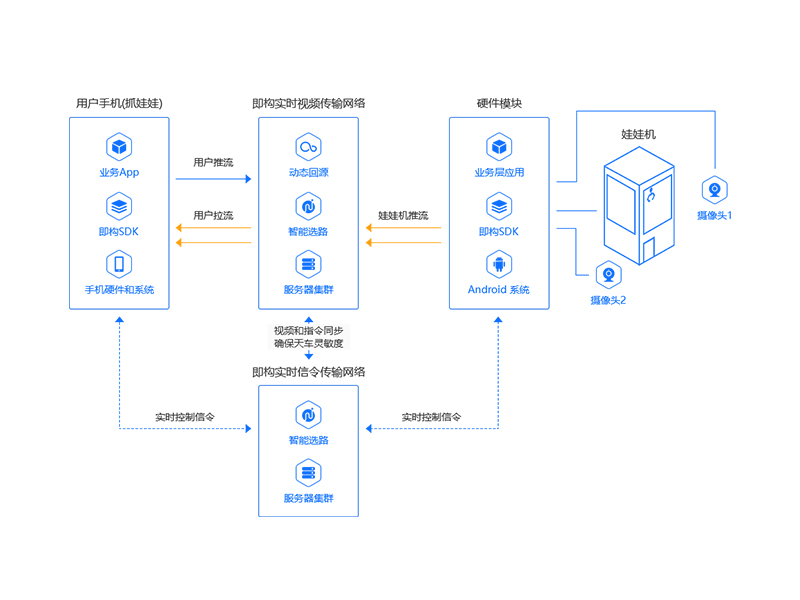 用户手机(抓娃娃)
业务App
即构SDK
手机硬件和系统
用户推流
用户拉流
即构实时视频传输网络
动态回源
智能选路
服务器集群
娃娃机推流
硬件模块
业务层应用
即构SDK
Android 系统
娃娃机
摄像头1
摄像头2
视频和指令同步
确保天车灵敏度
即构实时信令传输网络
智能选路
服务器集群
实时控制信令
实时控制信令